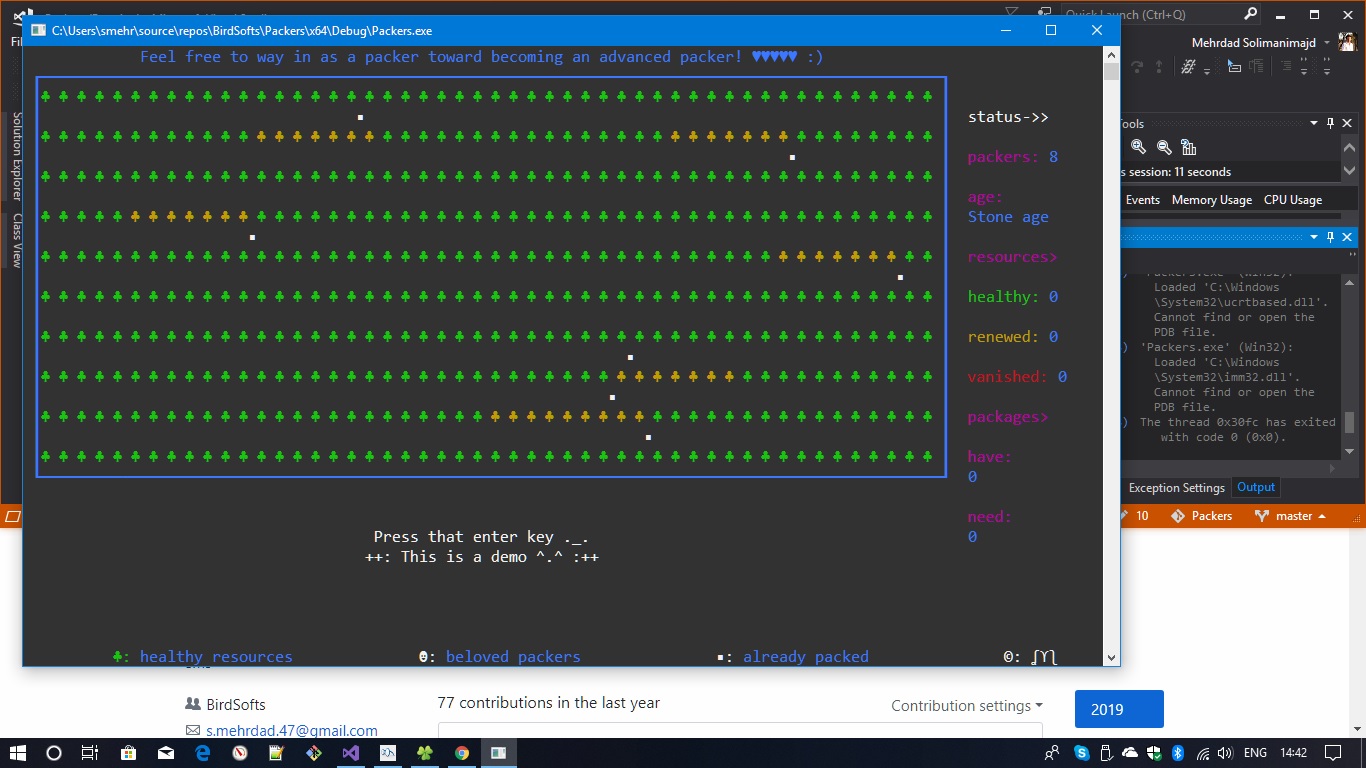 Quick Launch (Ctrl+Q)
C:\Users\smehr\source\repos\BirdSofts\Packers\x64\Debug\Packers.exe
Mehrdad Solimanimajd
Feel free to way in as a packer toward becoming an advanced packer! ♥♥♥♥♥ :)
Solution Explorer
Class View
status->>
packers: 8
age:
Stone age
resources>
healthy: 0
renewed: 0
vanished: 0
packages>
have:
0
need:
0
Press that enter key ._.
++: This is a demo ^.^ :++
♣: healthy resources
beloved packers
▪: already packed
©: ʆϒʅ
Tools
s session: 11 seconds
Events Memory Usage CPU Usage
'Packers.exe' (Win32):
Loaded 'C:\Windows
\System32\ucrtbased.dll'.
Cannot find or open the
PDB file.
'Packers.exe' (Win32):
Loaded 'C:\Windows
\System32\imm32.dll'.
Cannot find or open the
PDB file.
The thread 0x30fc has exited
with code 0 (0x0).
Exception Settings Output
10 Packers master
BirdSofts
s.mehrdad.47@gmail.com
77 contributions in the last year
Contribution settings
2019
ENG 14:42